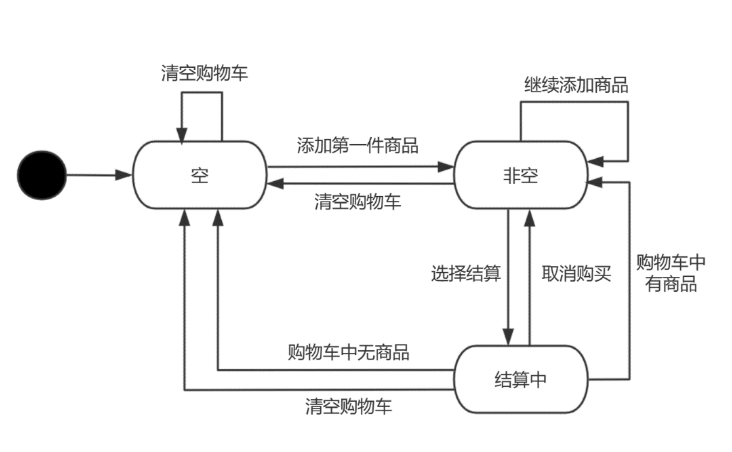 清空购物车
继续添加商品
添加第一件商品
空
非空
清空购物车
选择结算
取消购买
购物车中
有商品
购物车中无商品
结算中
清空购物车